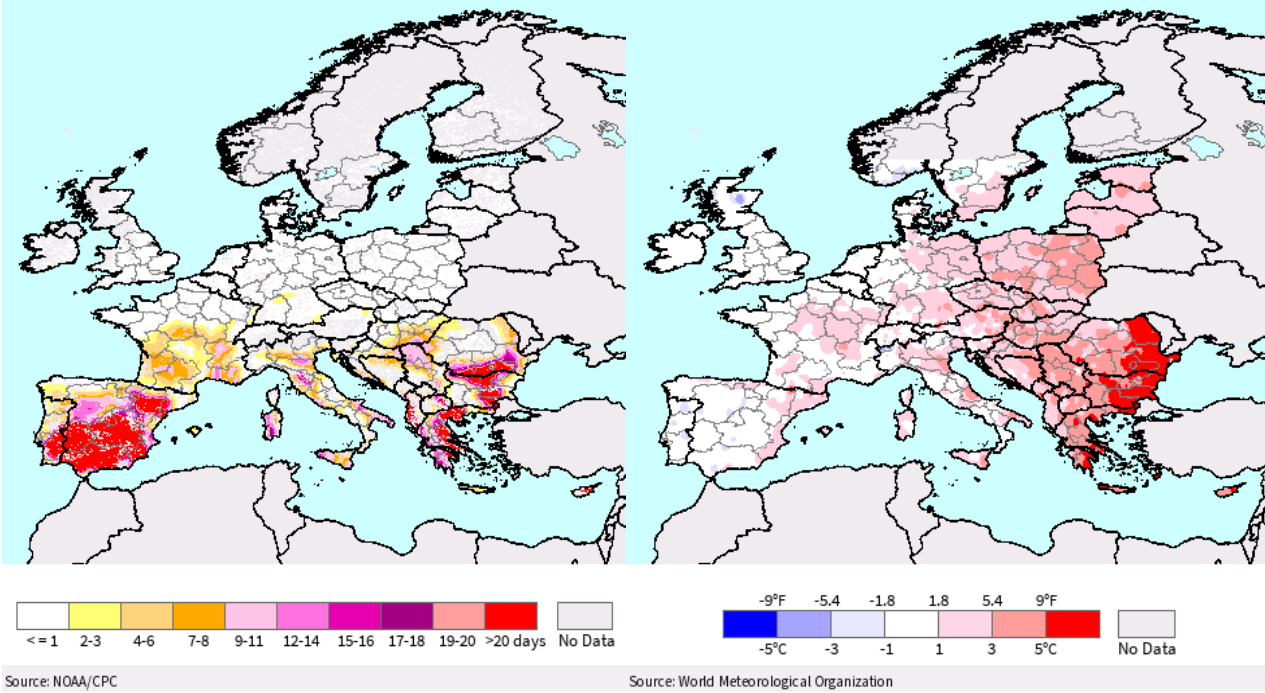 <= 1 2-3 4-6 7-8 9-11 12-14 15-16 17-18 19-20 >20 days
No Data
Source: NOAA/CPC
-9°F -5.4 -1.8 1.8 5.4 9°F
-5°C -3 -1 1 3 5°C
No Data
Source: World Meteorological Organization